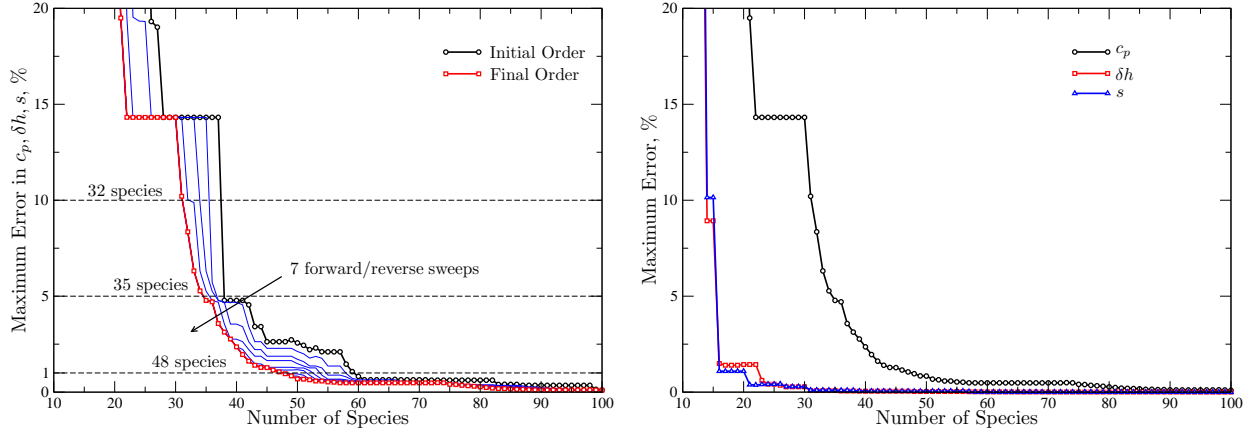 Maximum Error in c_p, δh, s, %
20
15
10
5
1
0
Initial Order
Final Order
32 species
7 forward/reverse sweeps
35 species
48 species
10 20 30 40 50 60 70 80 90 100
Number of Species
Maximum Error, %
20
15
10
5
0
c_p
δh
s
10 20 30 40 50 60 70 80 90 100
Number of Species